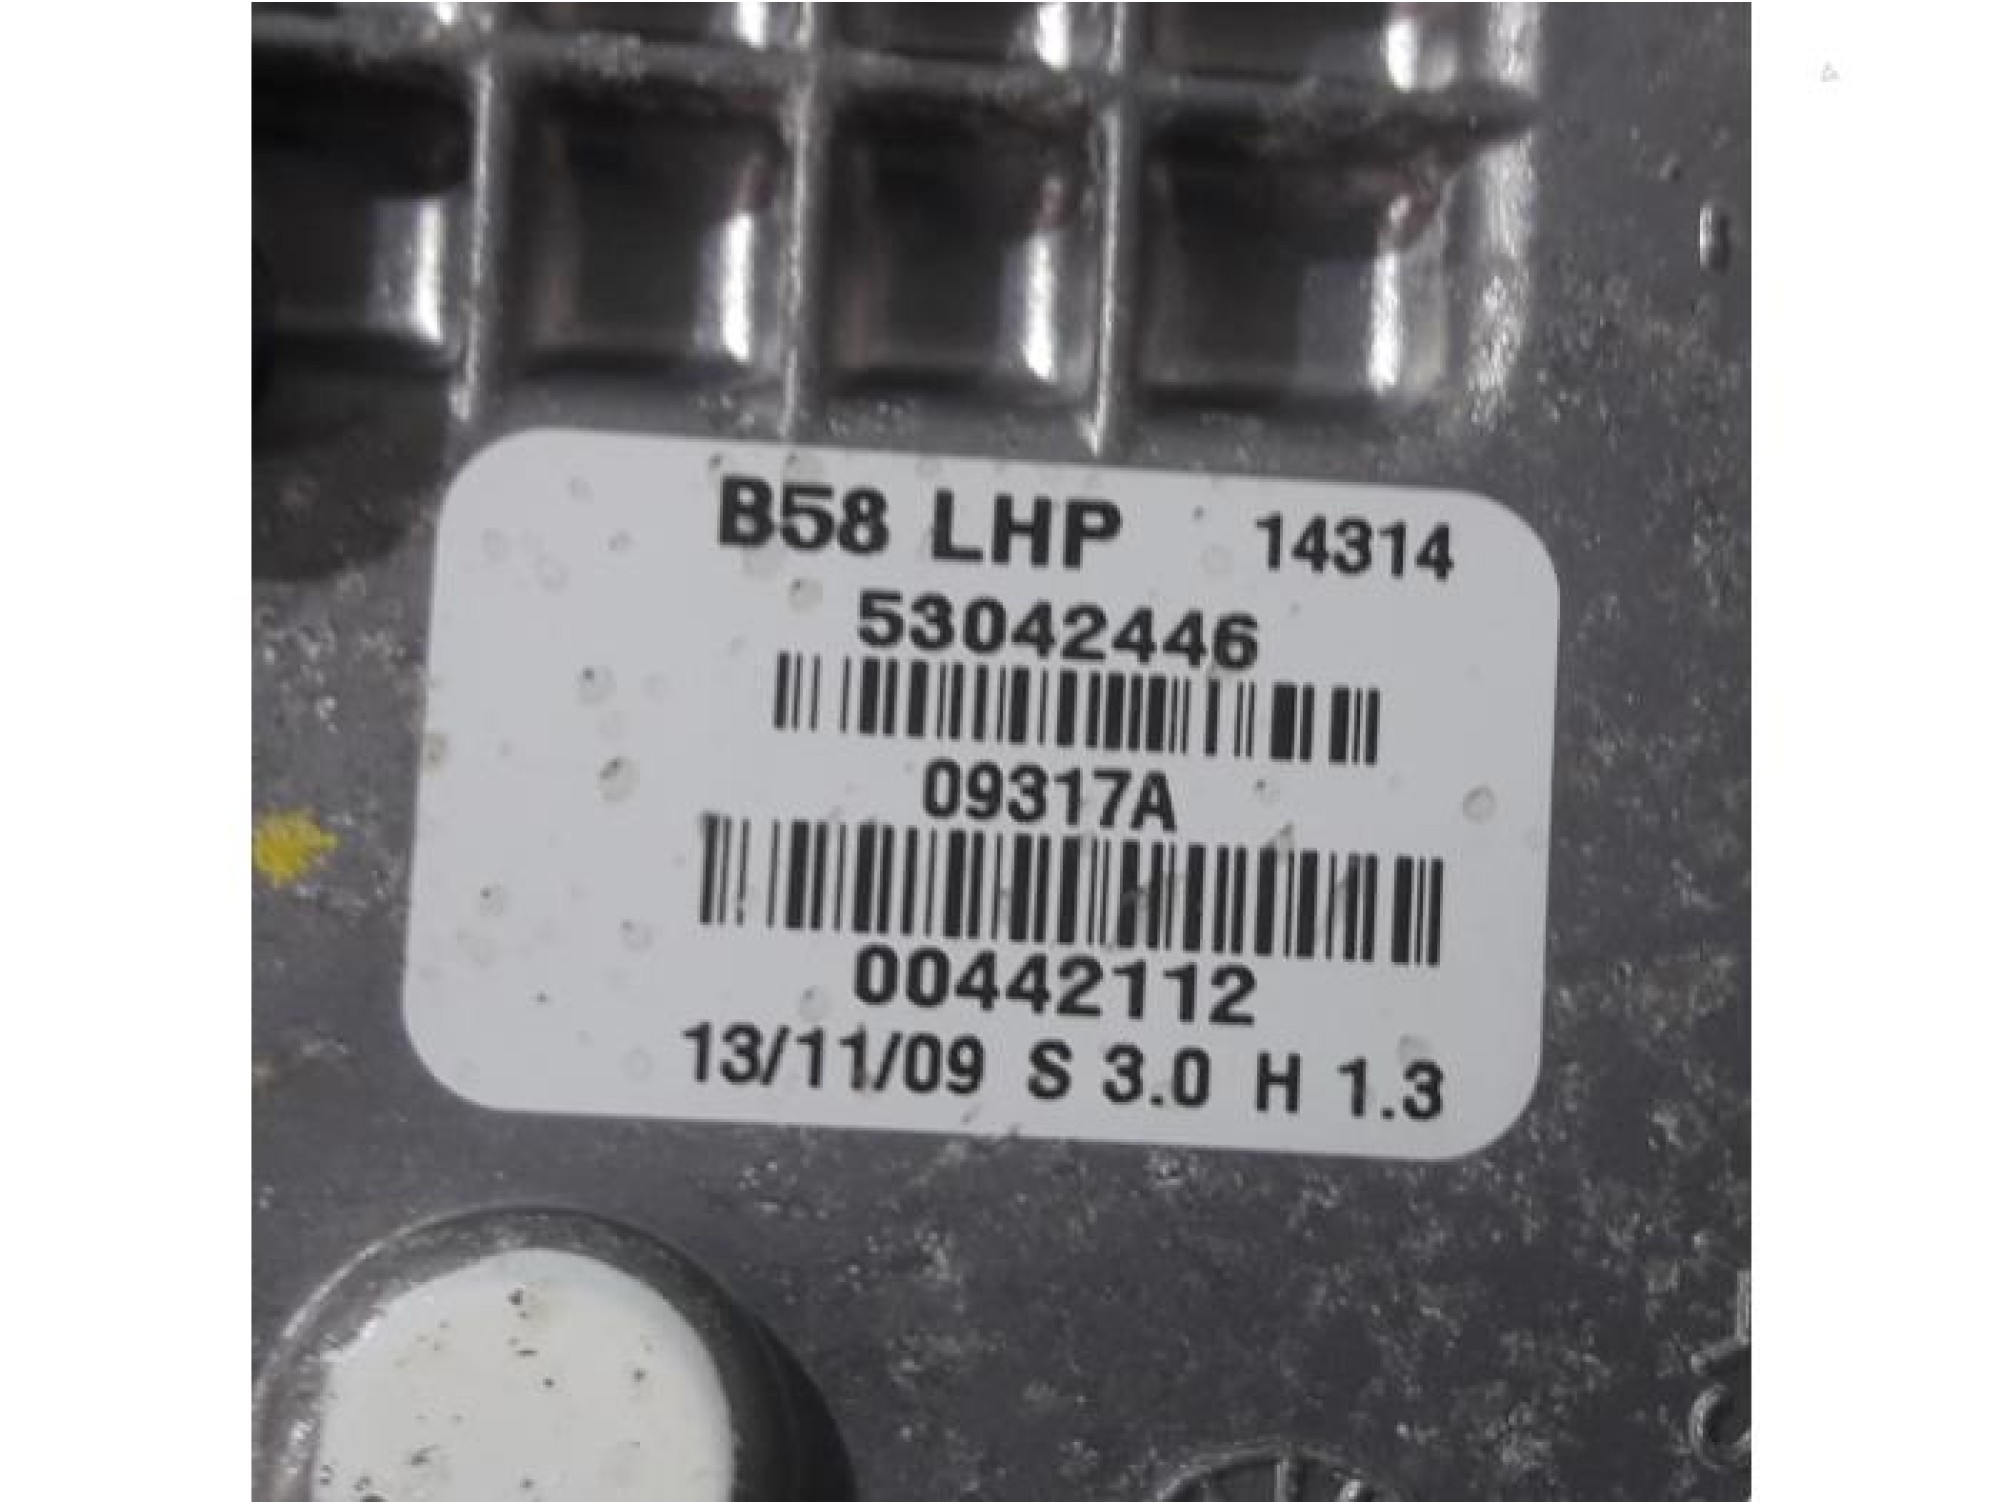 B58 LHP 14314
53042446
09317A
00442112
13/11/09 S 3.0 H 1.3